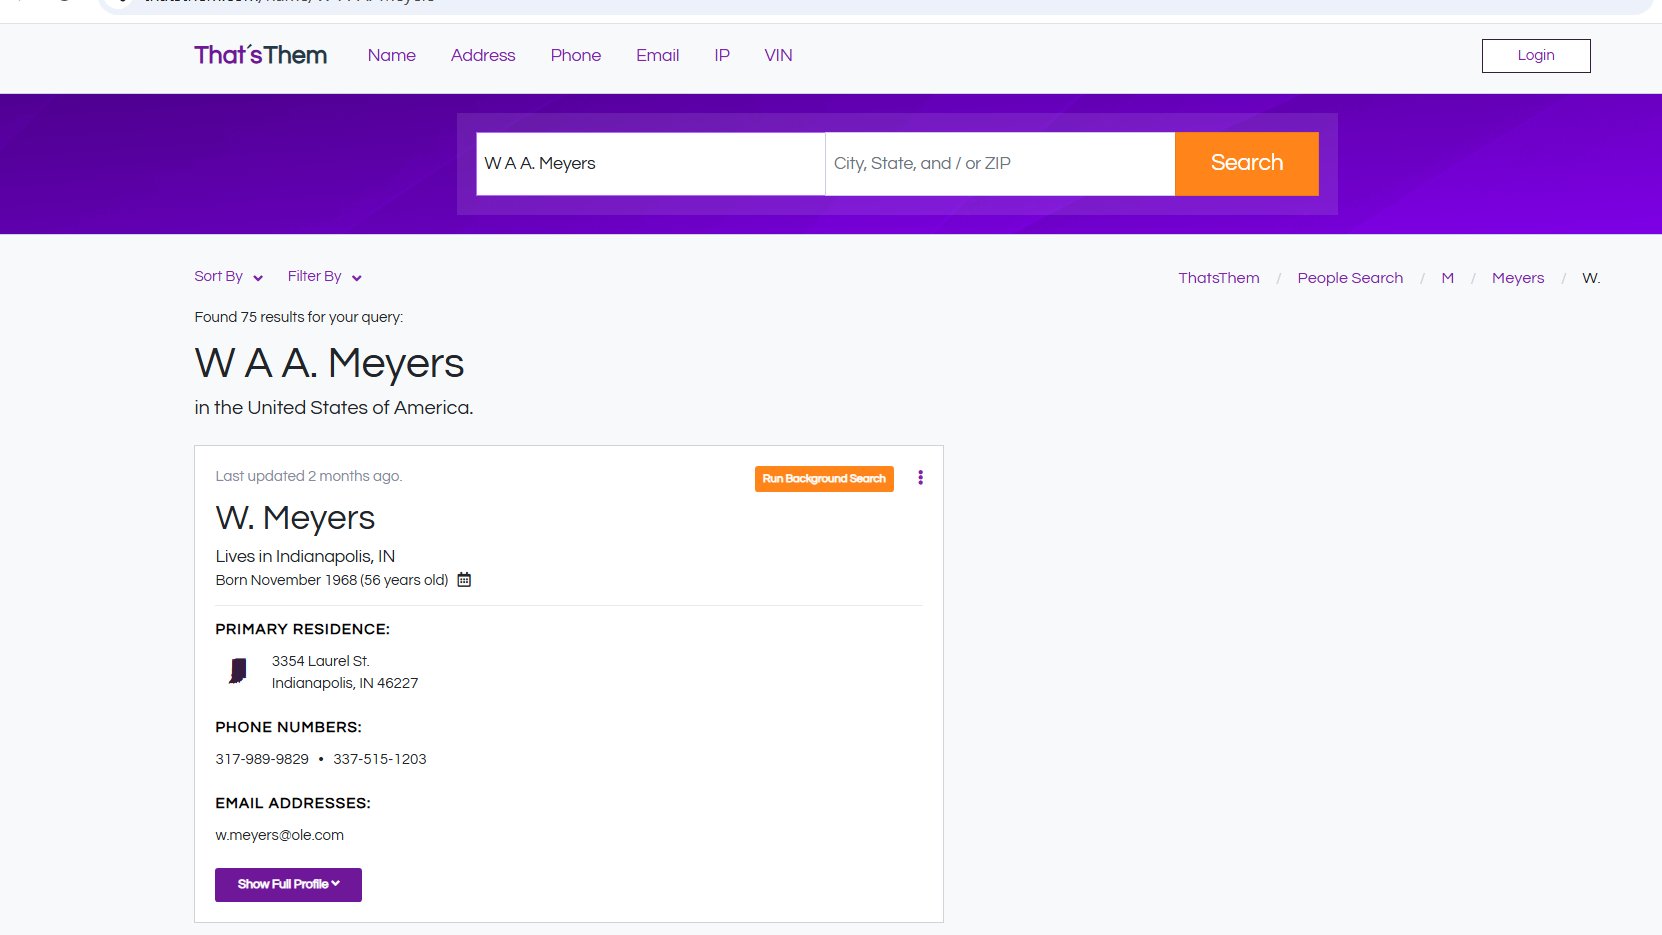 That'sThem
Name Address Phone Email IP VIN
Login
W A A. Meyers
City, State, and / or ZIP
Search
Sort By Filter By
ThatsThem / People Search / M / Meyers / W.
Found 75 results for your query:
W A A. Meyers
in the United States of America.
Last updated 2 months ago.
Run Background Search
W. Meyers
Lives in Indianapolis, IN
Born November 1968 (56 years old)
PRIMARY RESIDENCE:
3354 Laurel St.
Indianapolis, IN 46227
PHONE NUMBERS:
317-989-9829 • 337-515-1203
EMAIL ADDRESSES:
w.meyers@ole.com
Show Full Profile